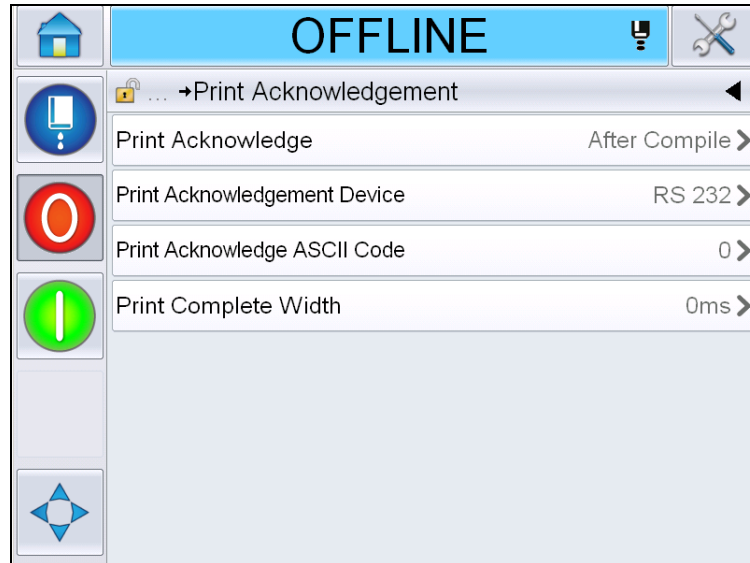 OFFLINE
... →Print Acknowledgement
Print Acknowledge After Compile
Print Acknowledgement Device RS 232
Print Acknowledge ASCII Code 0
Print Complete Width 0ms